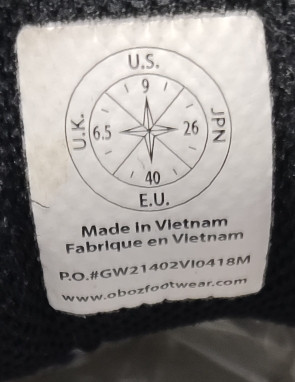 U.S.
9
U.K. 6.5 26 JPN
40
E.U.
Made in Vietnam
Fabrique en Vietnam
P.O.#GW21402VI0418M
www.obozfootwear.com